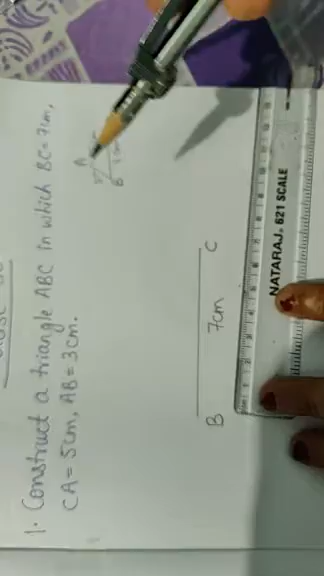 1. Construct a triangle ABC in which BC = 7cm,
CA = 5cm, AB = 3cm.
A
B
B 7cm C
NATARAJ 621 SCALE